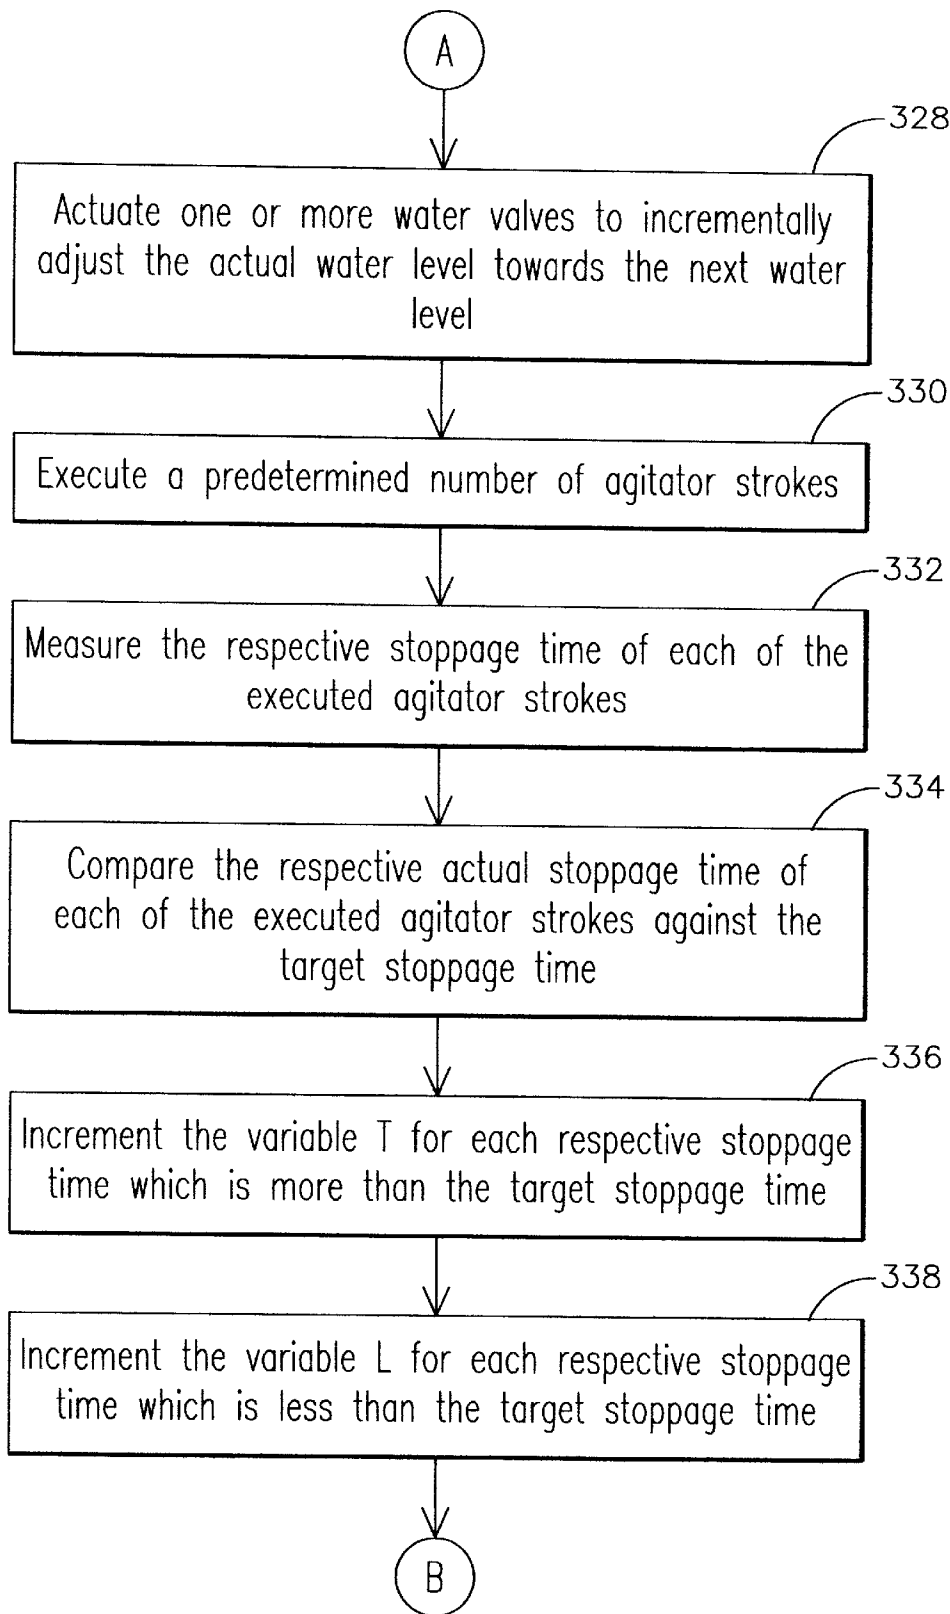 A
328
Actuate one or more water valves to incrementally
adjust the actual water level towards the next water
level
330
Execute a predetermined number of agitator strokes
332
Measure the respective stoppage time of each of the
executed agitator strokes
334
Compare the respective actual stoppage time of
each of the executed agitator strokes against the
target stoppage time
336
Increment the variable T for each respective stoppage
time which is more than the target stoppage time
338
Increment the variable L for each respective stoppage
time which is less than the target stoppage time
B